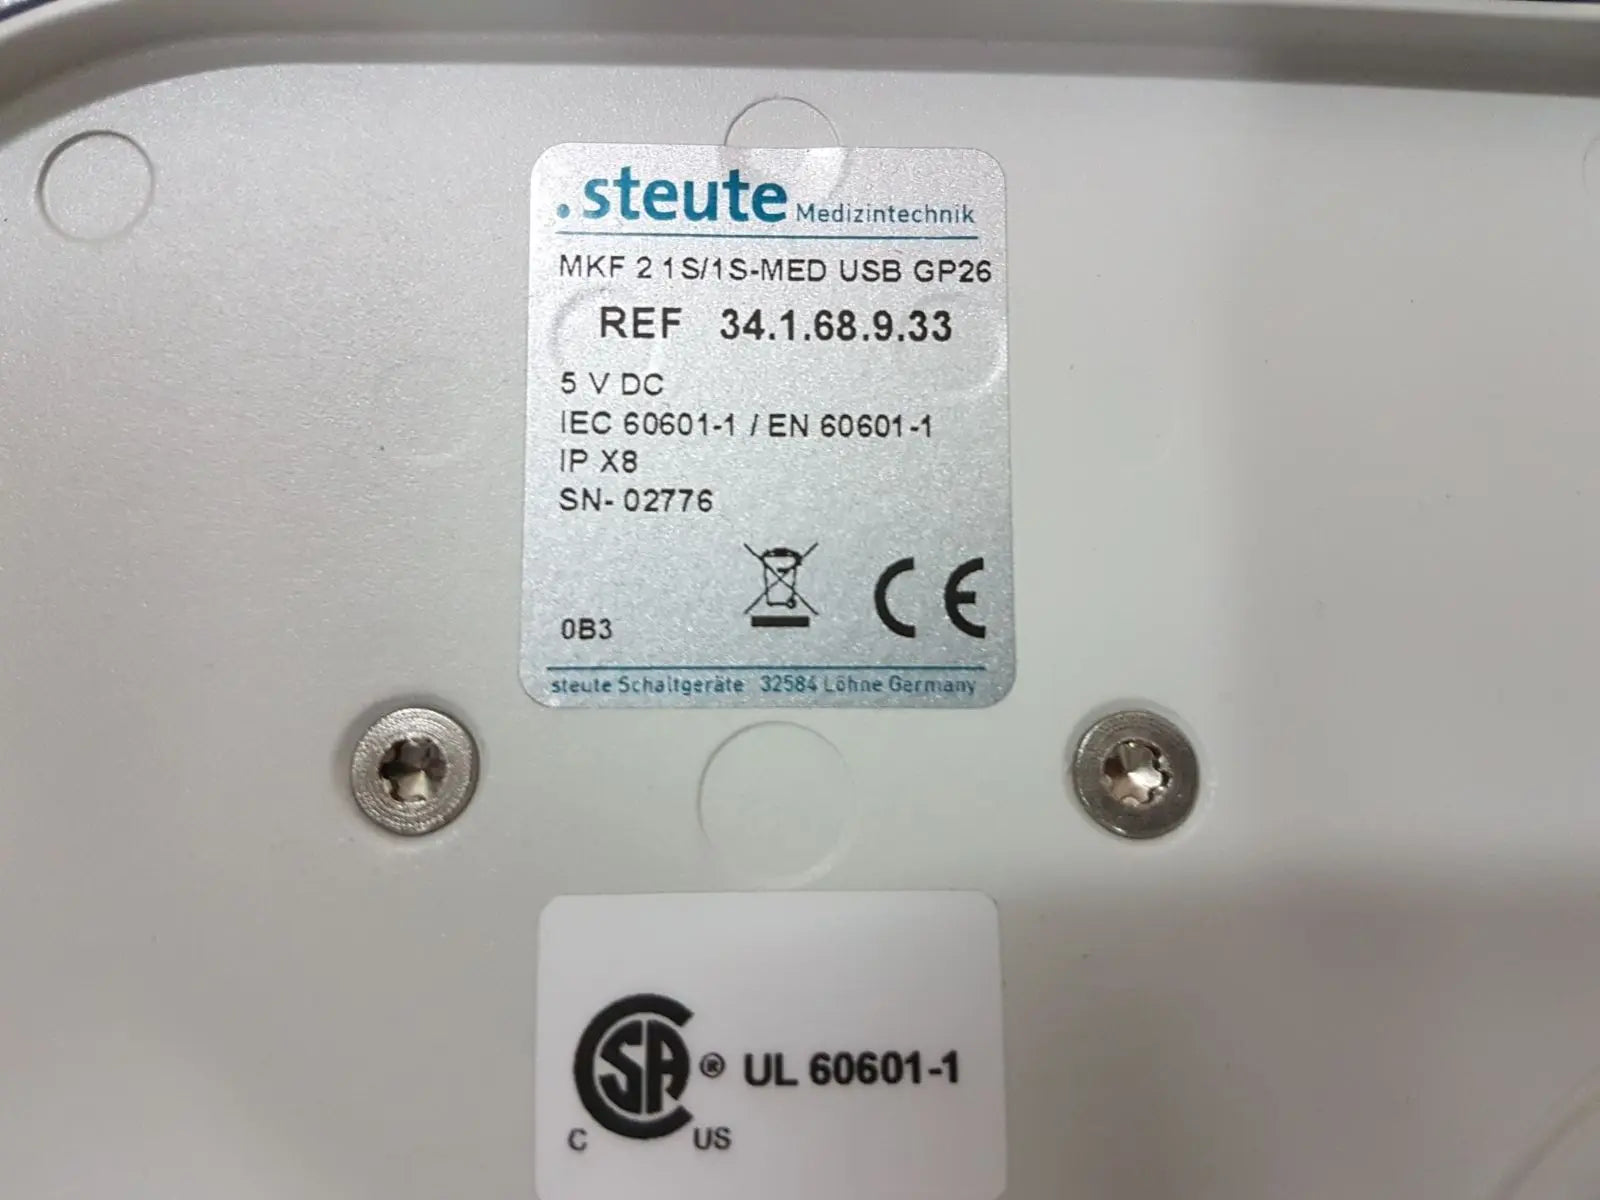 .steute Medizintechnik
MKF 2 1S/1S-MED USB GP26
REF 34.1.68.9.33
5 V DC
IEC 60601-1 / EN 60601-1
IP X8
SN- 02776
0B3
CE
steute Schaltgeräte 32584 Löhne Germany
CSA ® UL 60601-1
C US